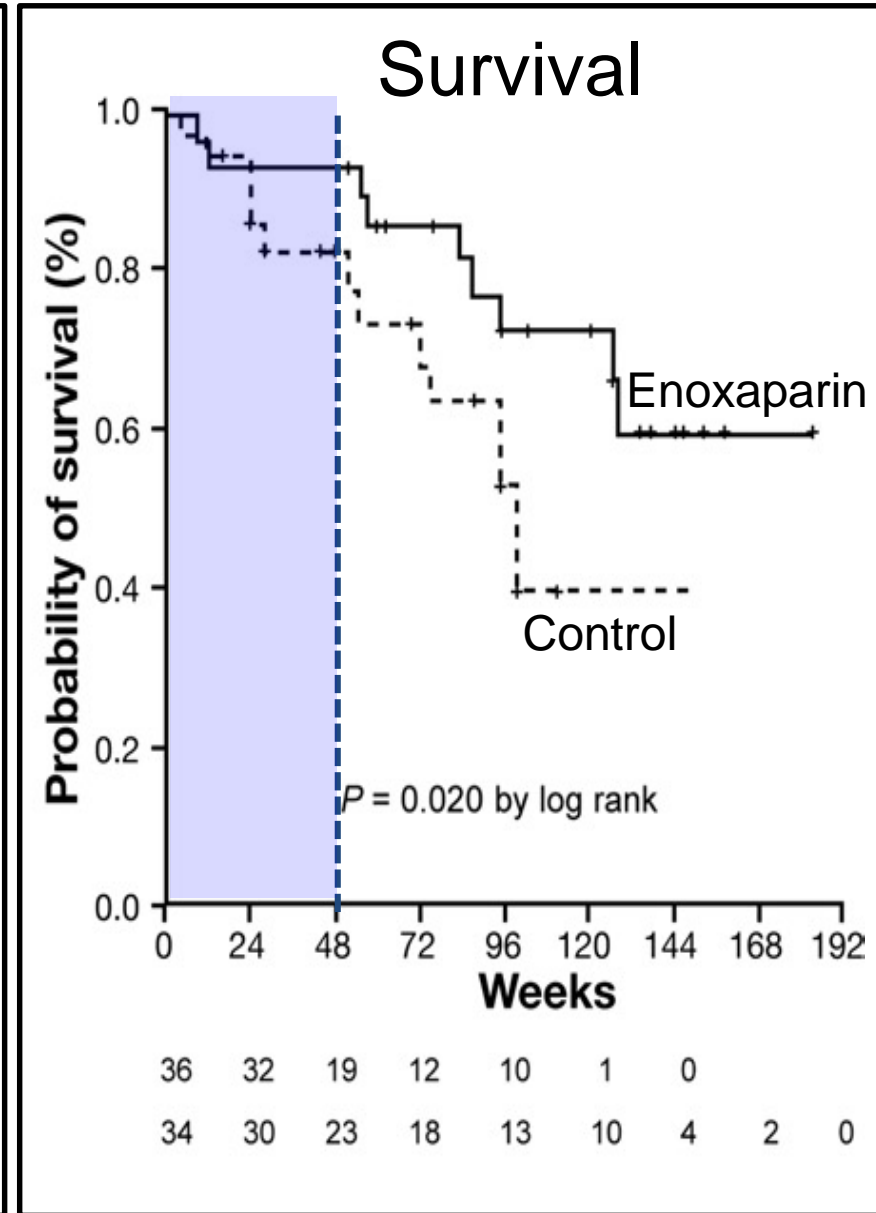 Survival
Probability of survival (%)
1.0
0.8
0.6
0.4
0.2
0.0
Enoxaparin
Control
P = 0.020 by log rank
0 24 48 72 96 120 144 168 192
Weeks
36 32 19 12 10 1 0
34 30 23 18 13 10 4 2 0